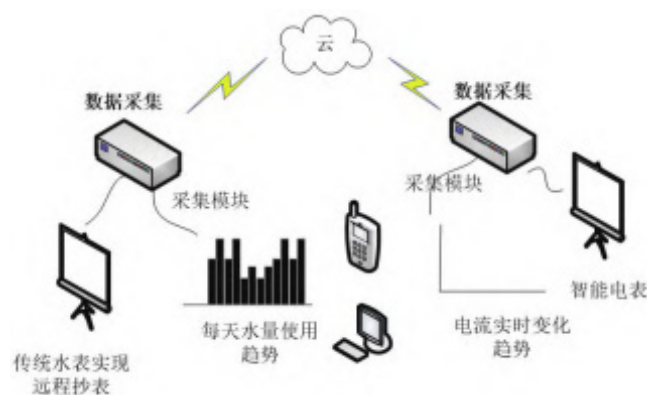 云
数据采集
数据采集
采集模块
采集模块
智能电表
每天水量使用
趋势
电流实时变化
趋势
传统水表实现
远程抄表